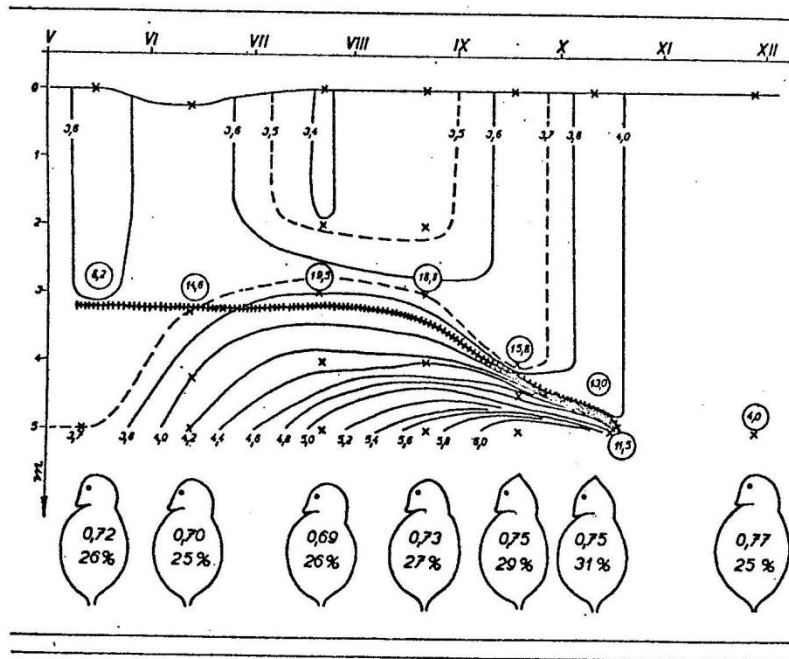 V VI VII VIII IX X XI XII
0
3,8 3,6 3,5 3,4 3,5 3,6 3,7 3,8 4,0
1
2
8,2 14,6 19,5 18,8
3
4
15,8 13,0
5
3,7 3,8 4,0 4,2 4,4 4,6 4,8 5,0 5,2 5,4 5,6 5,8 6,0 11,5 4,0
m
0,72 0,70 0,69 0,73 0,75 0,75 0,77
26% 25% 26% 27% 29% 31% 25%